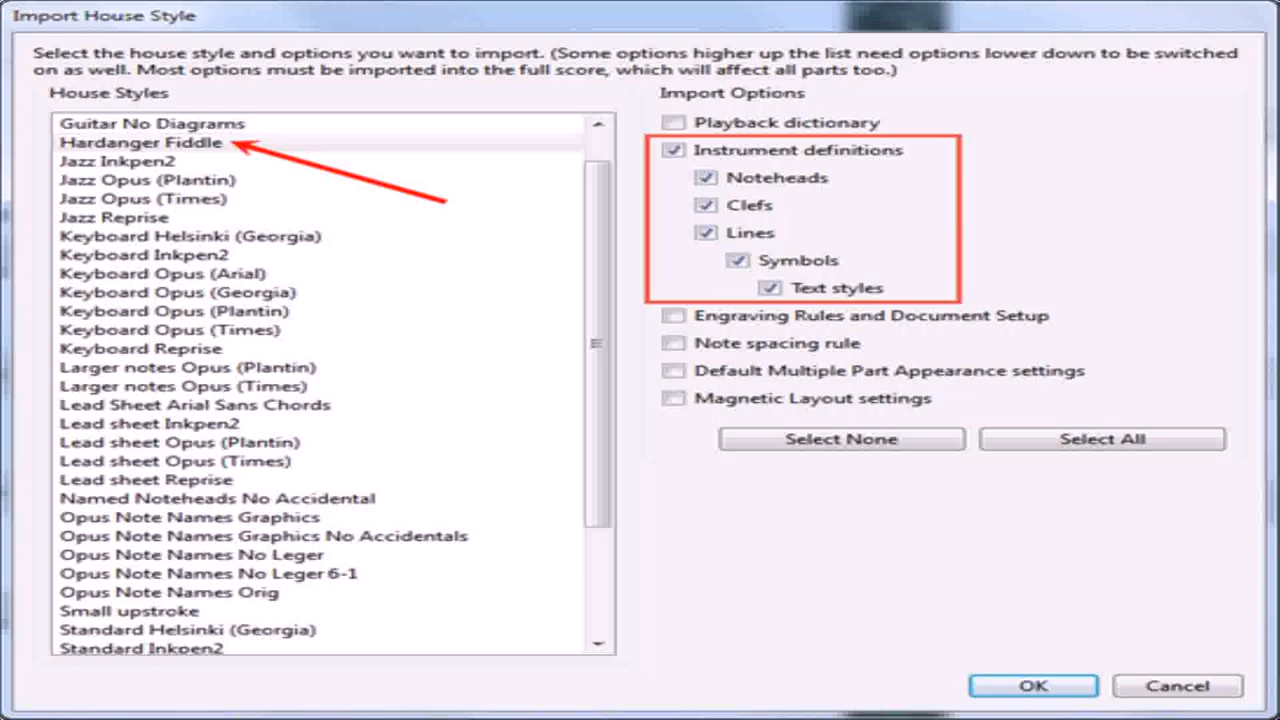 Import House Style
Select the house style and options you want to import. (Some options higher up the list need options lower down to be switched
on as well. Most options must be imported into the full score, which will affect all parts too.)
House Styles
Guitar No Diagrams
Hardanger Fiddle
Jazz Inkpen2
Jazz Opus (Plantin)
Jazz Opus (Times)
Jazz Reprise
Keyboard Helsinki (Georgia)
Keyboard Inkpen2
Keyboard Opus (Arial)
Keyboard Opus (Georgia)
Keyboard Opus (Plantin)
Keyboard Opus (Times)
Keyboard Reprise
Larger notes Opus (Plantin)
Larger notes Opus (Times)
Lead Sheet Arial Sans Chords
Lead sheet Inkpen2
Lead sheet Opus (Plantin)
Lead sheet Opus (Times)
Lead sheet Reprise
Named Noteheads No Accidental
Opus Note Names Graphics
Opus Note Names Graphics No Accidentals
Opus Note Names No Leger
Opus Note Names No Leger 6-1
Opus Note Names Orig
Small upstroke
Standard Helsinki (Georgia)
Standard Inkpen2
Import Options
Playback dictionary
Instrument definitions
Noteheads
Clefs
Lines
Symbols
Text styles
Engraving Rules and Document Setup
Note spacing rule
Default Multiple Part Appearance settings
Magnetic Layout settings
Select None
Select All
OK
Cancel